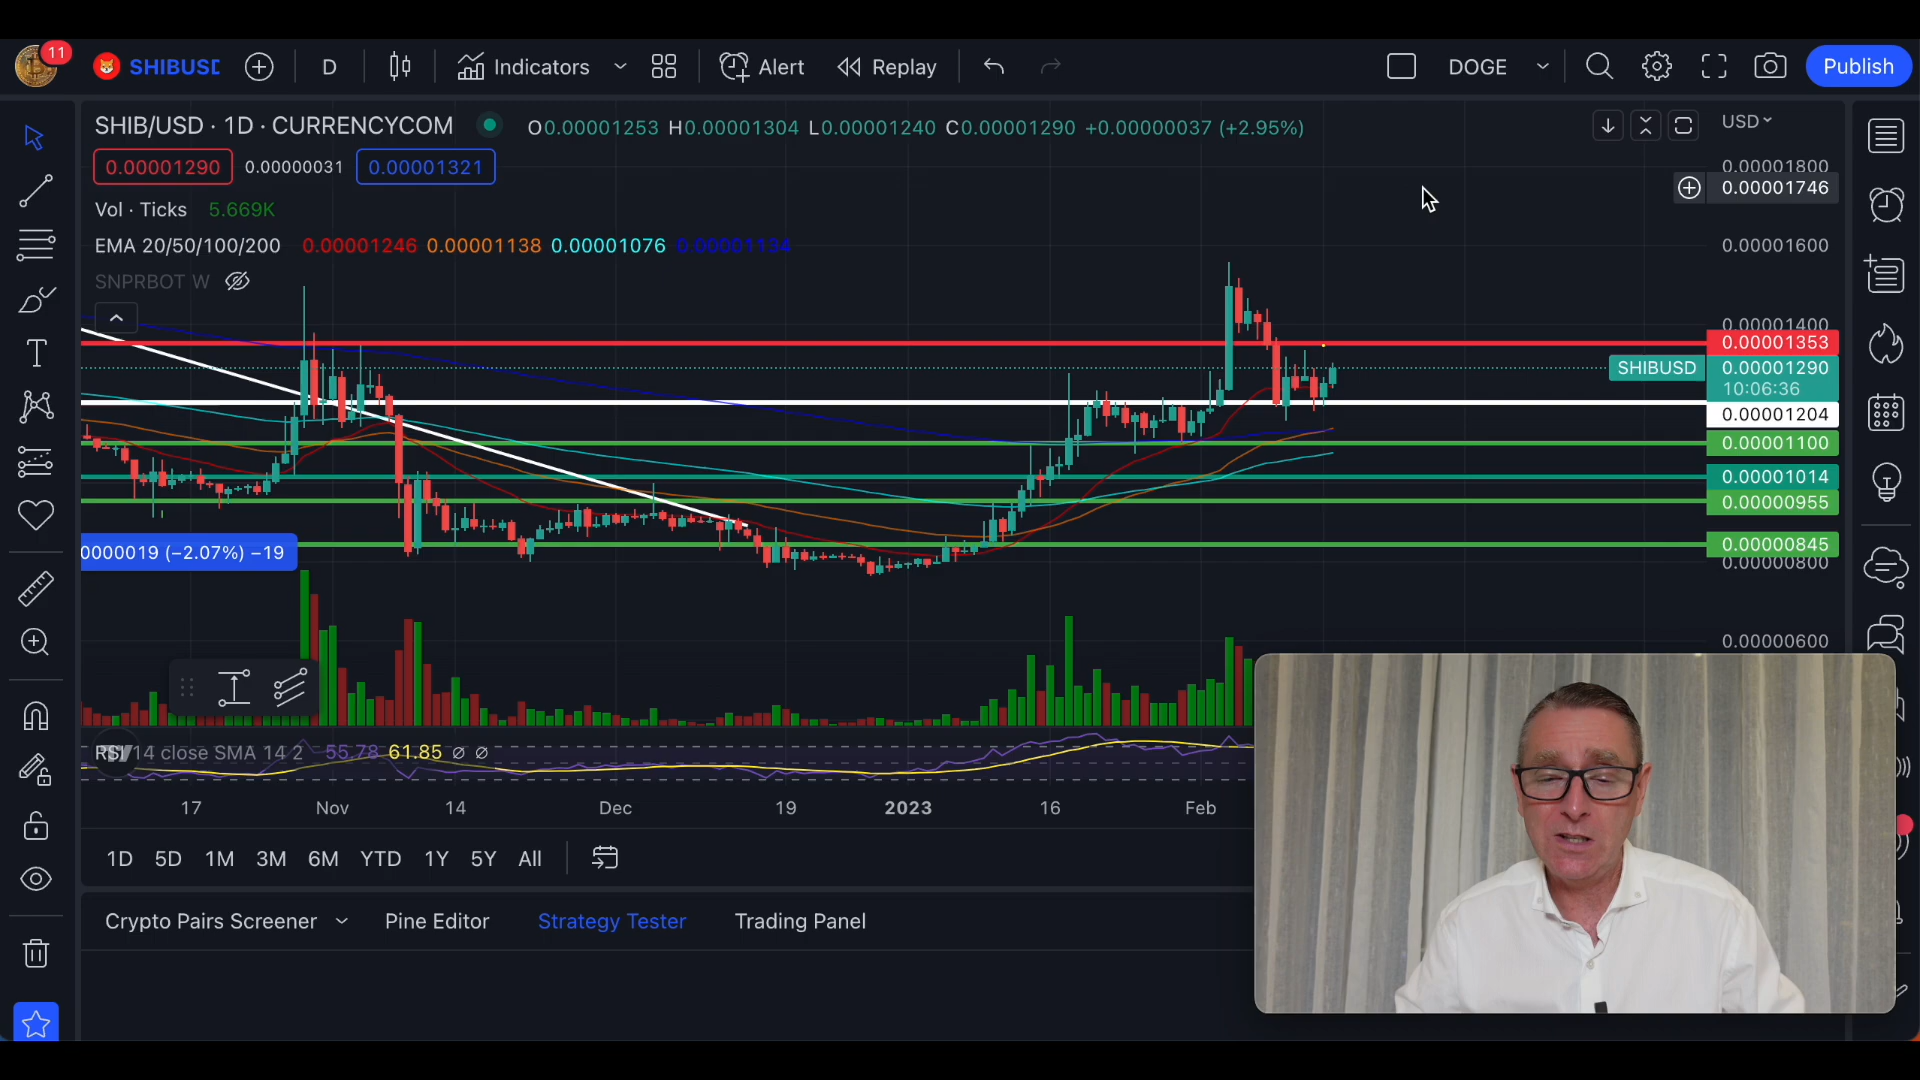 11
SHIBUSD
D
Indicators
Alert
Replay
DOGE
Publish
SHIB/USD · 1D · CURRENCYCOM
O0.00001253 H0.00001304 L0.00001240 C0.00001290 +0.00000037 (+2.95%)
USD
0.00001290 0.00000031 0.00001321
0.00001800
0.00001746
Vol · Ticks 5.669K
EMA 20/50/100/200 0.00001246 0.00001138 0.00001076 0.00001134
0.00001600
SNPRBOT W
0.00001400
0.00001353
SHIBUSD 0.00001290
10:06:36
0.00001204
0.00001100
0.00001014
0.00000955
0000019 (−2.07%) −19
0.00000845
0.00000800
0.00000600
RSI 14 close SMA 14 2 55.78 61.85 ∅ ∅
17 Nov 14 Dec 19 2023 16 Feb
1D 5D 1M 3M 6M YTD 1Y 5Y All
Crypto Pairs Screener
Pine Editor
Strategy Tester
Trading Panel